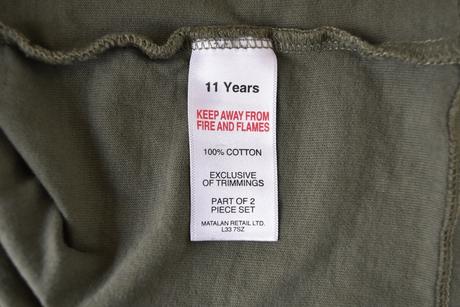 11 Years
KEEP AWAY FROM
FIRE AND FLAMES
100% COTTON
EXCLUSIVE
OF TRIMMINGS
PART OF 2
PIECE SET
MATALAN RETAIL LTD.
L33 7SZ